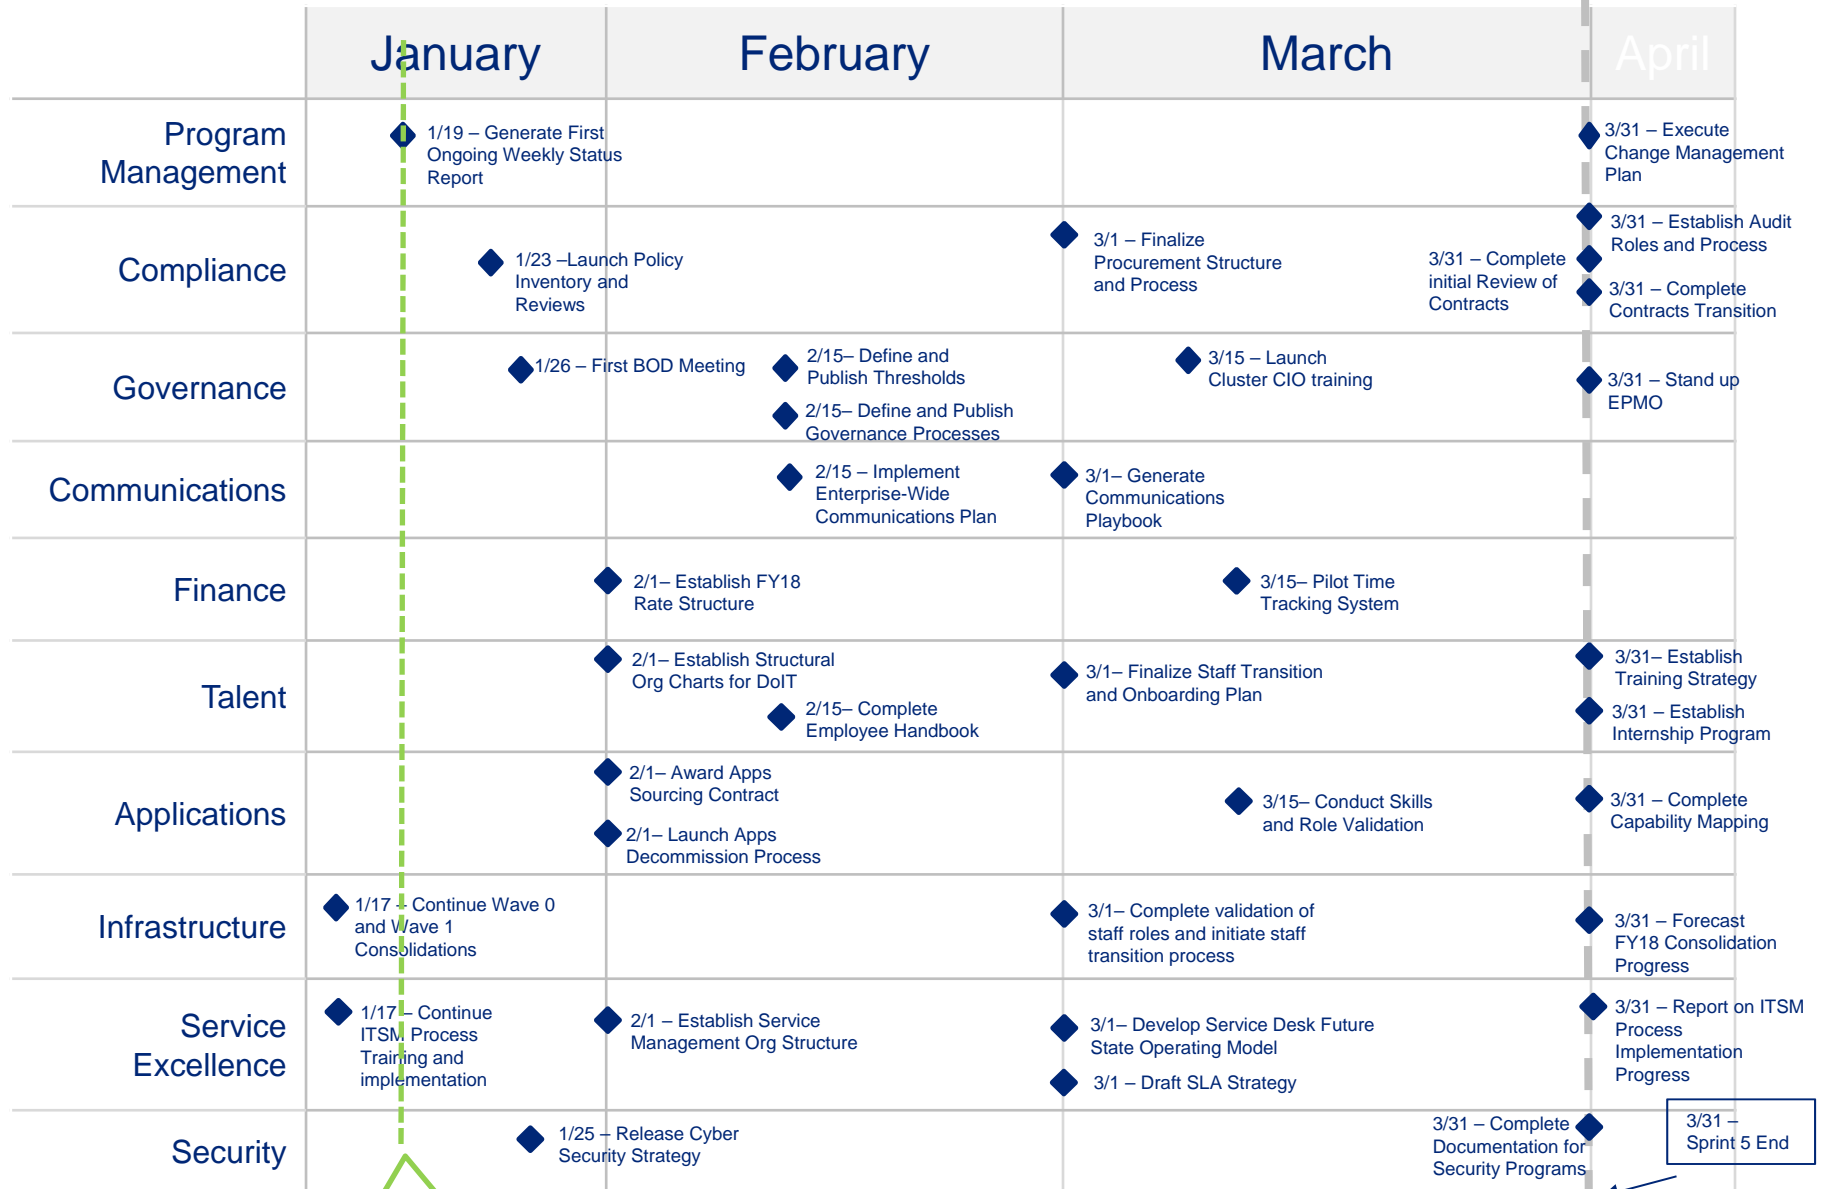 January
February
March
April
Program
Management
1/19 – Generate First
Ongoing Weekly Status
Report
3/31 – Execute
Change Management
Plan
Compliance
1/23 –Launch Policy
Inventory and
Reviews
3/1 – Finalize
Procurement Structure
and Process
3/31 – Complete
initial Review of
Contracts
3/31 – Establish Audit
Roles and Process
3/31 – Complete
Contracts Transition
Governance
1/26 – First BOD Meeting
2/15– Define and
Publish Thresholds
2/15– Define and Publish
Governance Processes
3/15 – Launch
Cluster CIO training
3/31 – Stand up
EPMO
Communications
2/15 – Implement
Enterprise-Wide
Communications Plan
3/1– Generate
Communications
Playbook
Finance
2/1– Establish FY18
Rate Structure
3/15– Pilot Time
Tracking System
Talent
2/1– Establish Structural
Org Charts for DoIT
2/15– Complete
Employee Handbook
3/1– Finalize Staff Transition
and Onboarding Plan
3/31– Establish
Training Strategy
3/31 – Establish
Internship Program
Applications
2/1– Award Apps
Sourcing Contract
2/1– Launch Apps
Decommission Process
3/15– Conduct Skills
and Role Validation
3/31 – Complete
Capability Mapping
Infrastructure
1/17 – Continue Wave 0
and Wave 1
Consolidations
3/1– Complete validation of
staff roles and initiate staff
transition process
3/31 – Forecast
FY18 Consolidation
Progress
Service
Excellence
1/17 – Continue
ITSM Process
Training and
implementation
2/1 – Establish Service
Management Org Structure
3/1– Develop Service Desk Future
State Operating Model
3/1 – Draft SLA Strategy
3/31 – Report on ITSM
Process
Implementation
Progress
Security
1/25 – Release Cyber
Security Strategy
3/31 – Complete
Documentation for
Security Programs
3/31 –
Sprint 5 End